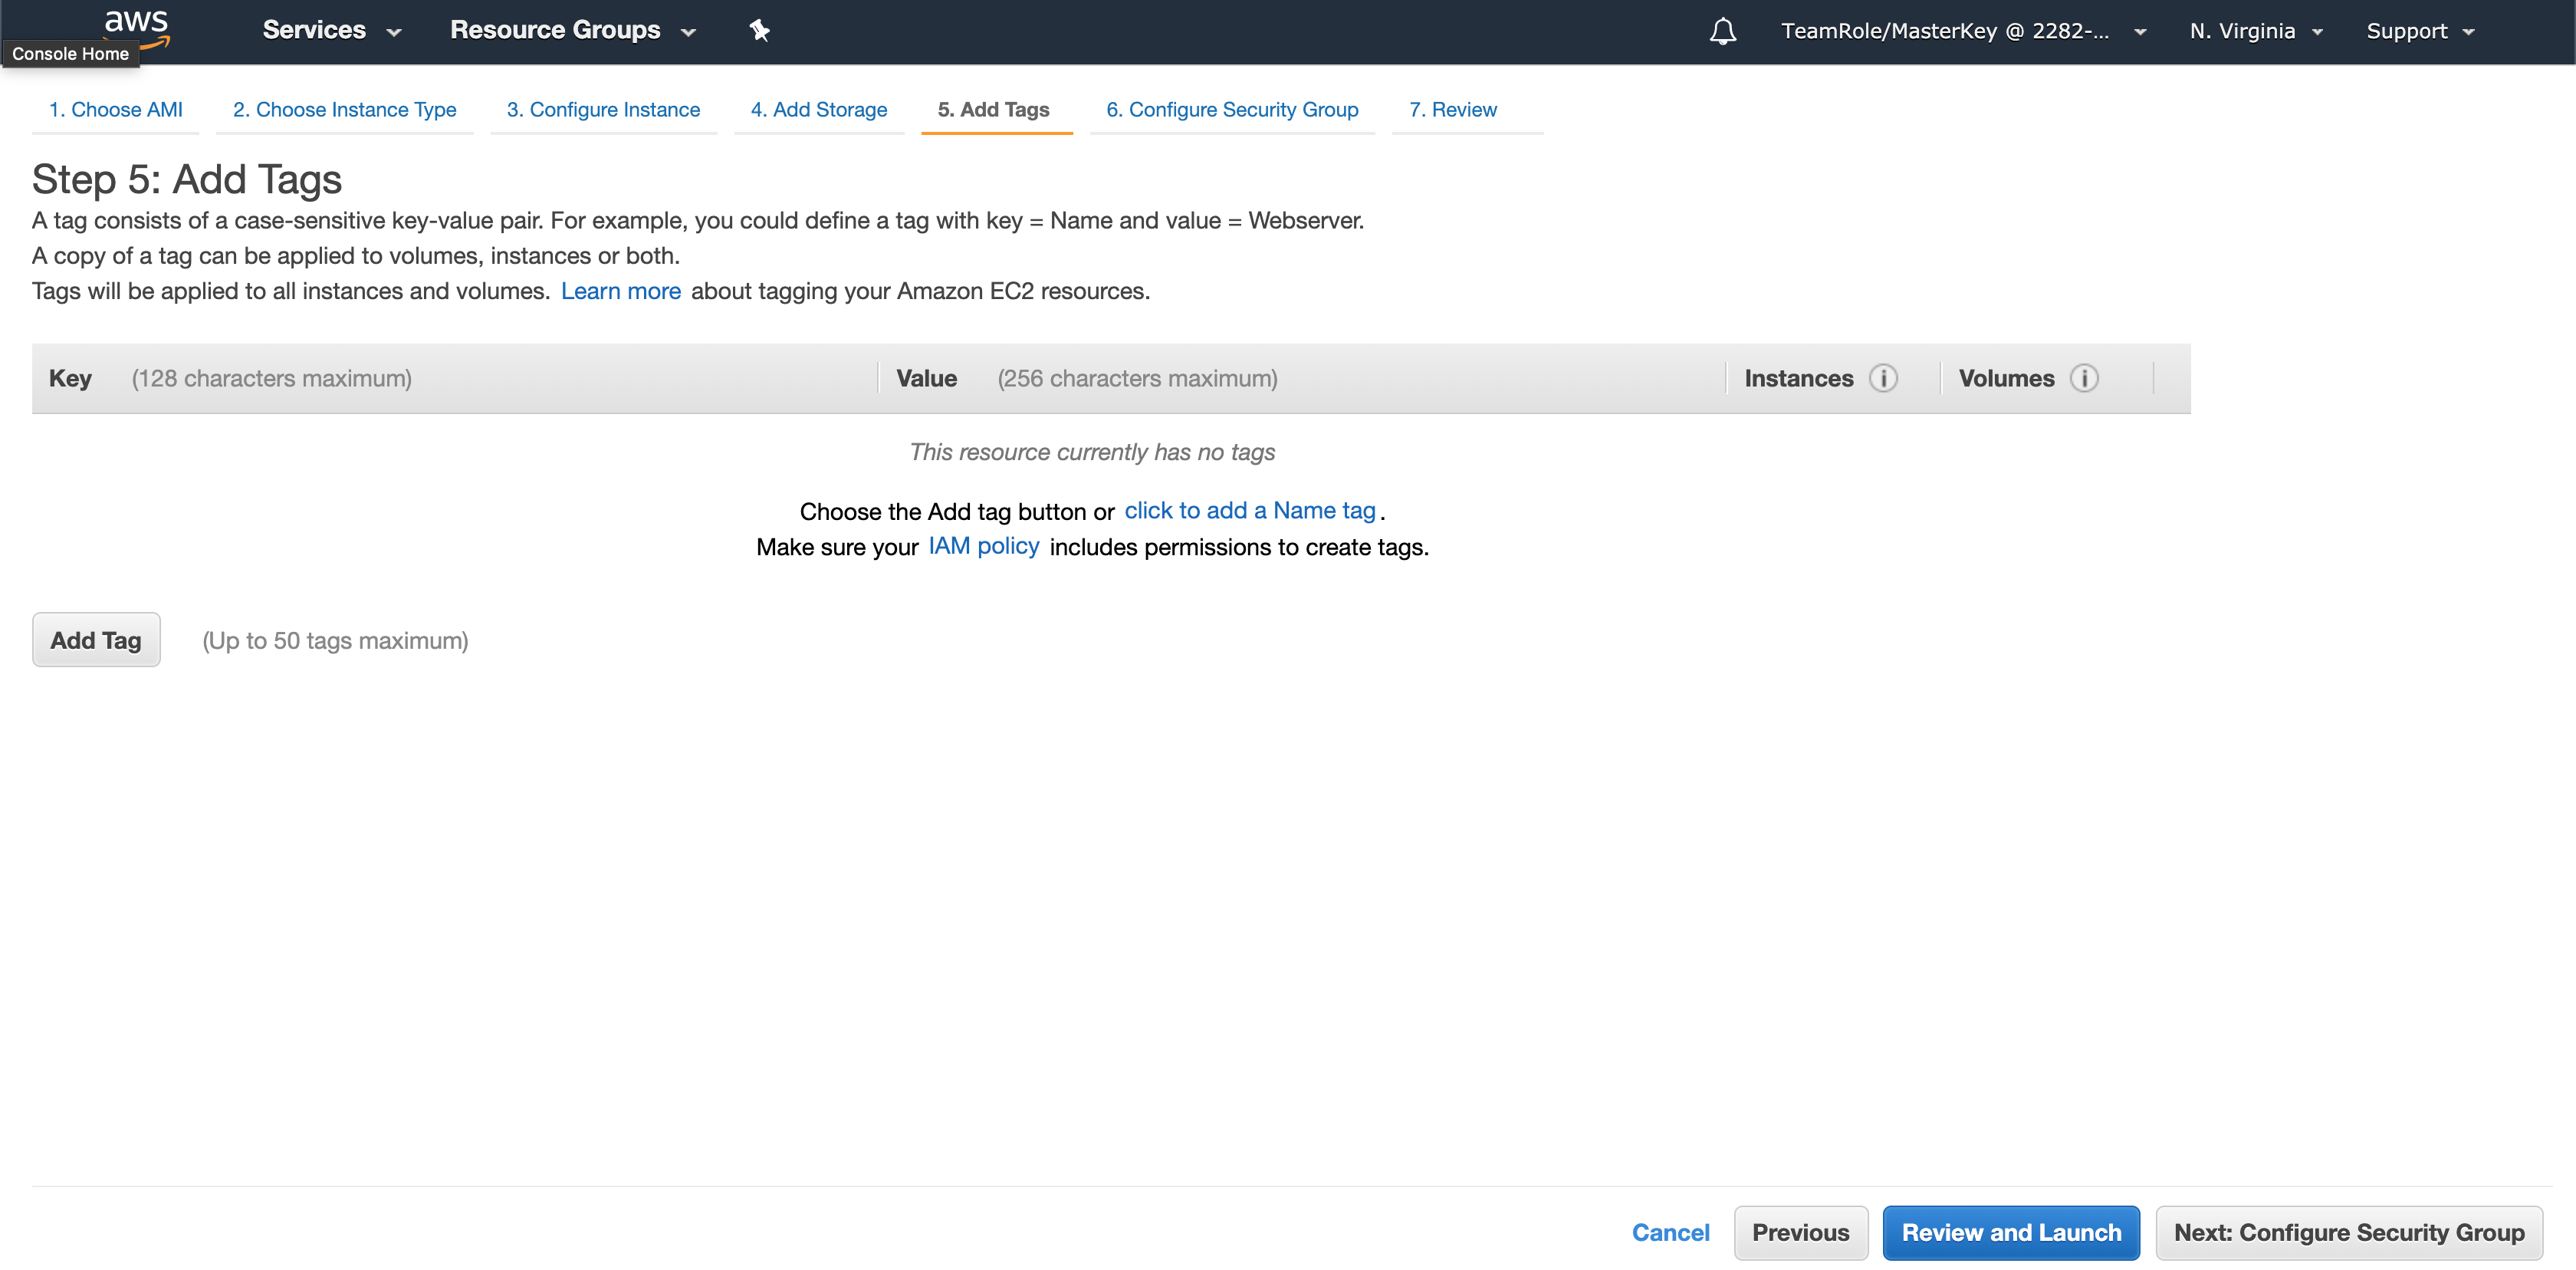 aws
Console Home
Services
Resource Groups
TeamRole/MasterKey @ 2282-...
N. Virginia
Support
1. Choose AMI
2. Choose Instance Type
3. Configure Instance
4. Add Storage
5. Add Tags
6. Configure Security Group
7. Review
Step 5: Add Tags
A tag consists of a case-sensitive key-value pair. For example, you could define a tag with key = Name and value = Webserver.
A copy of a tag can be applied to volumes, instances or both.
Tags will be applied to all instances and volumes. Learn more about tagging your Amazon EC2 resources.
Key (128 characters maximum)
Value (256 characters maximum)
Instances i
Volumes i
This resource currently has no tags
Choose the Add tag button or click to add a Name tag.
Make sure your IAM policy includes permissions to create tags.
Add Tag (Up to 50 tags maximum)
Cancel
Previous
Review and Launch
Next: Configure Security Group